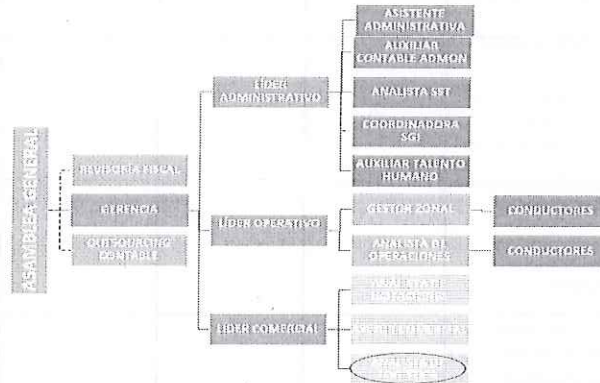 ASAMBLEA GENERAL
REVISORÍA FISCAL
GERENCIA
OUTSOURCING
CONTABLE
LÍDER
ADMINISTRATIVO
LÍDER OPERATIVO
LÍDER COMERCIAL
ASISTENTE
ADMINISTRATIVA
AUXILIAR
CONTABLE ADMON
ANALISTA SST
COORDINADORA
SGI
AUXILIAR TALENTO
HUMANO
GESTOR ZONAL
ANALISTA DE
OPERACIONES
CONDUCTORES
CONDUCTORES